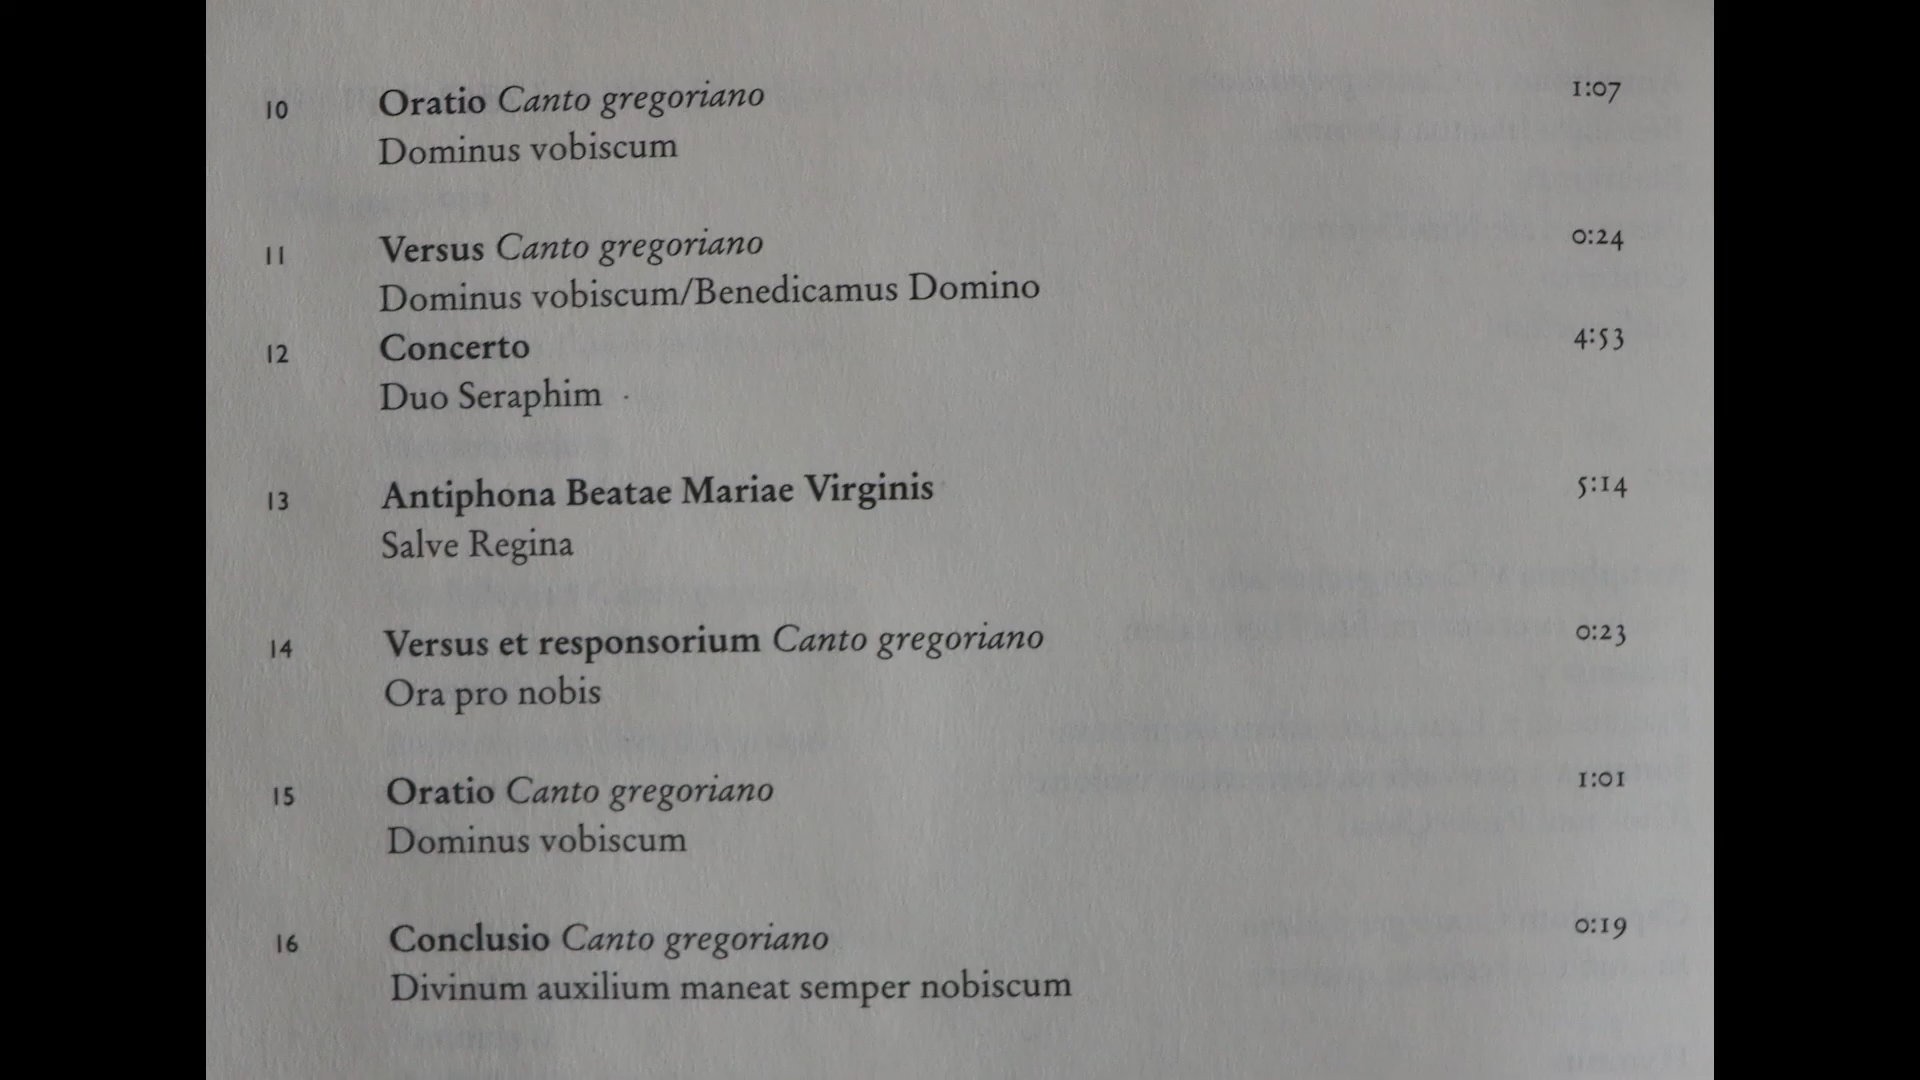 10 Oratio Canto gregoriano 1:07
Dominus vobiscum
11 Versus Canto gregoriano 0:24
Dominus vobiscum/Benedicamus Domino
12 Concerto 4:53
Duo Seraphim
13 Antiphona Beatae Mariae Virginis 5:14
Salve Regina
14 Versus et responsorium Canto gregoriano 0:23
Ora pro nobis
15 Oratio Canto gregoriano 1:01
Dominus vobiscum
16 Conclusio Canto gregoriano 0:19
Divinum auxilium maneat semper nobiscum